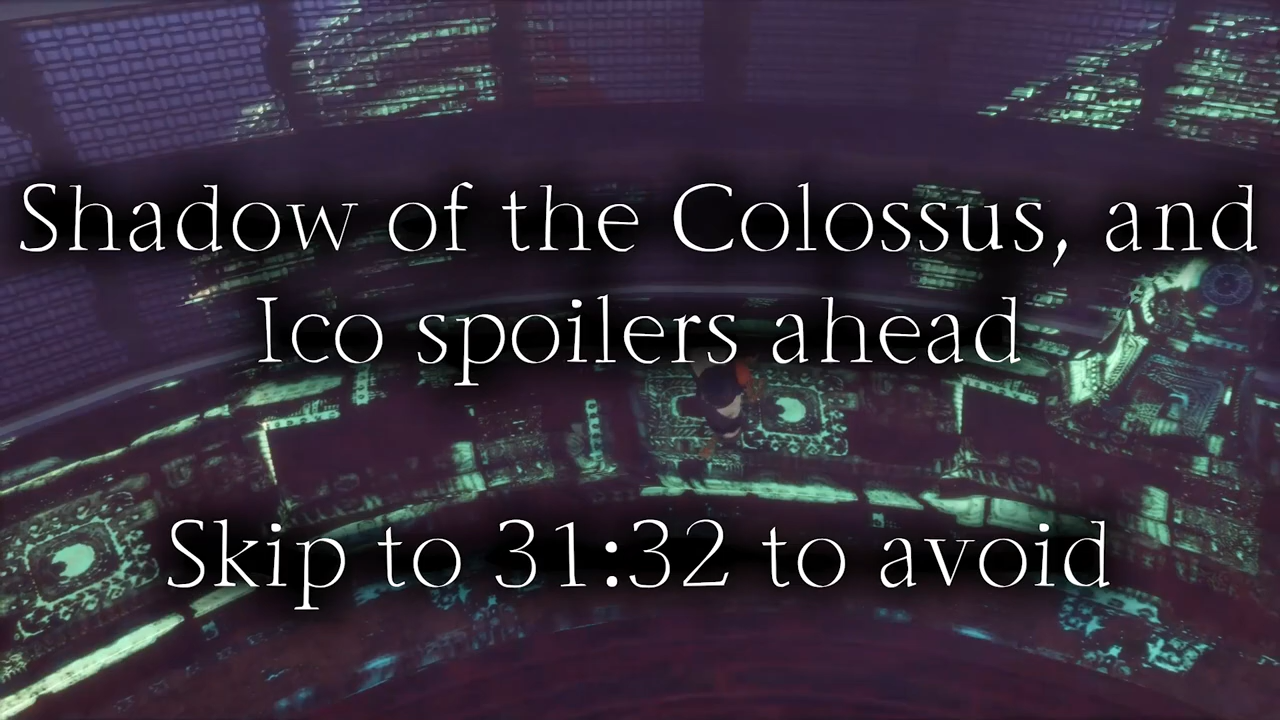 Shadow of the Colossus, and
Ico spoilers ahead
Skip to 31:32 to avoid